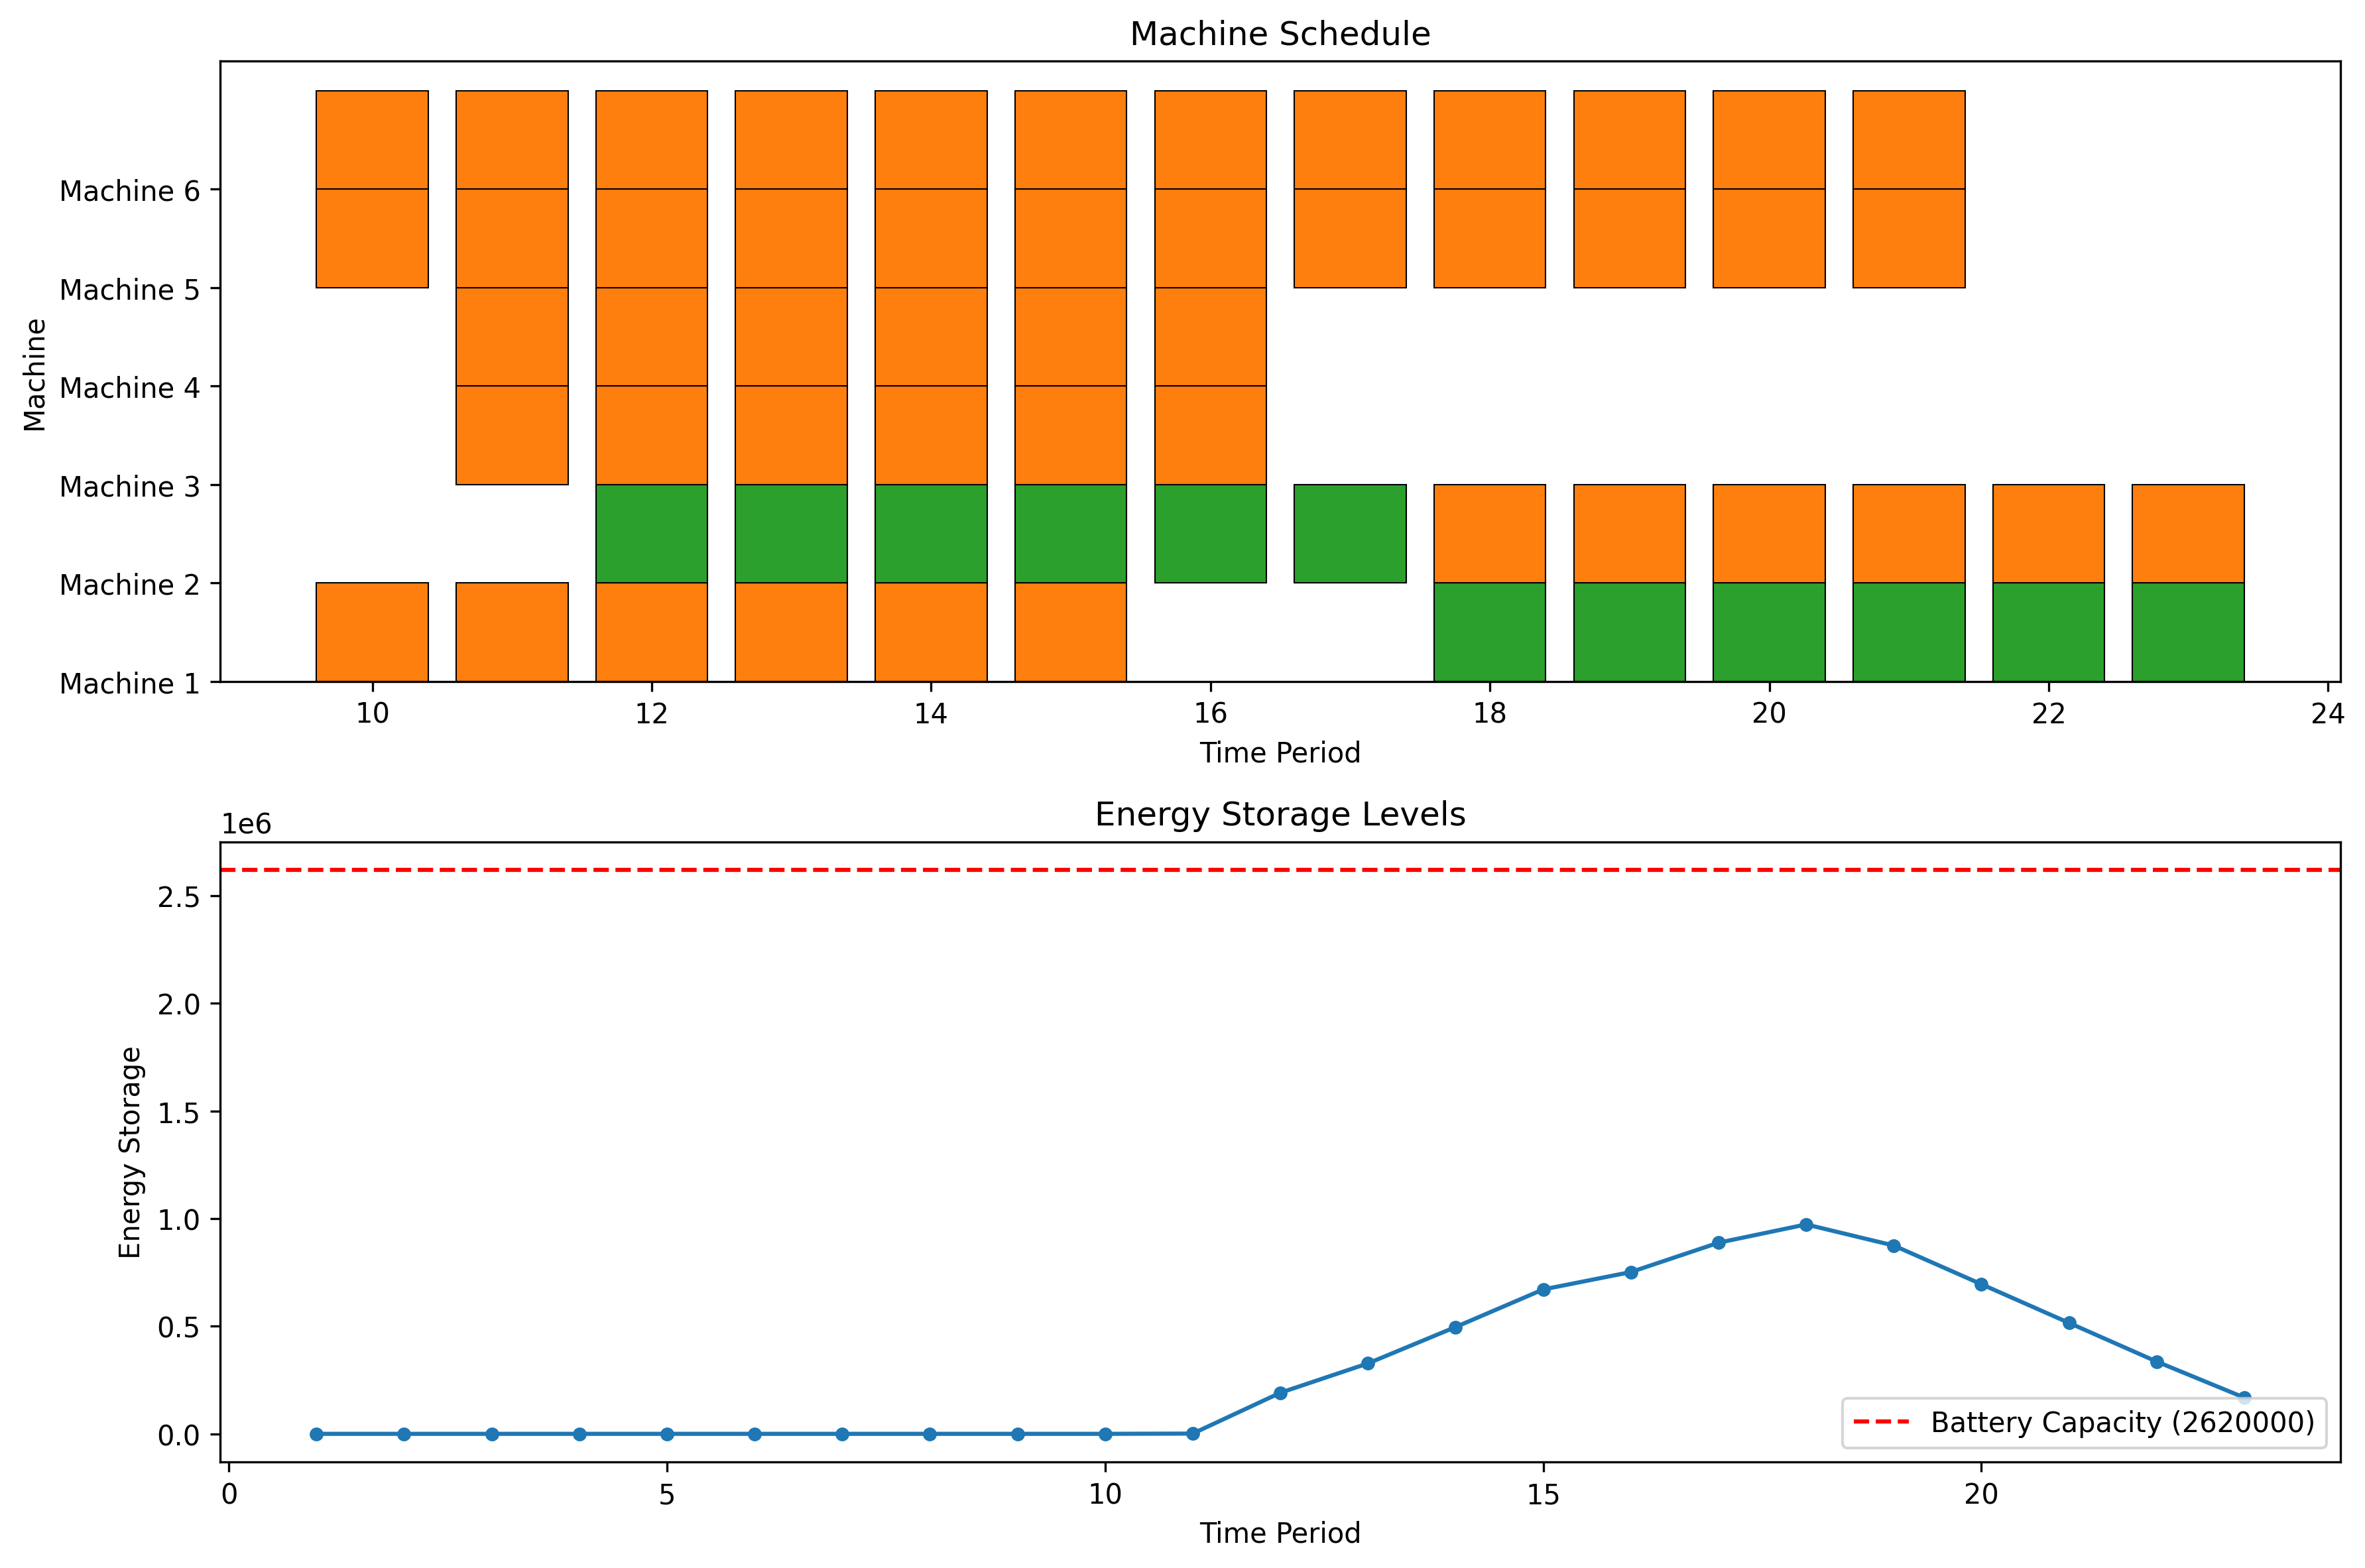 Machine Schedule
Machine 6
Machine 5
Machine 4
Machine 3
Machine 2
Machine 1
Machine
10 12 14 16 18 20 22 24
Time Period
Energy Storage Levels
1e6
2.5
2.0
1.5
1.0
0.5
0.0
Energy Storage
Battery Capacity (2620000)
0 5 10 15 20
Time Period